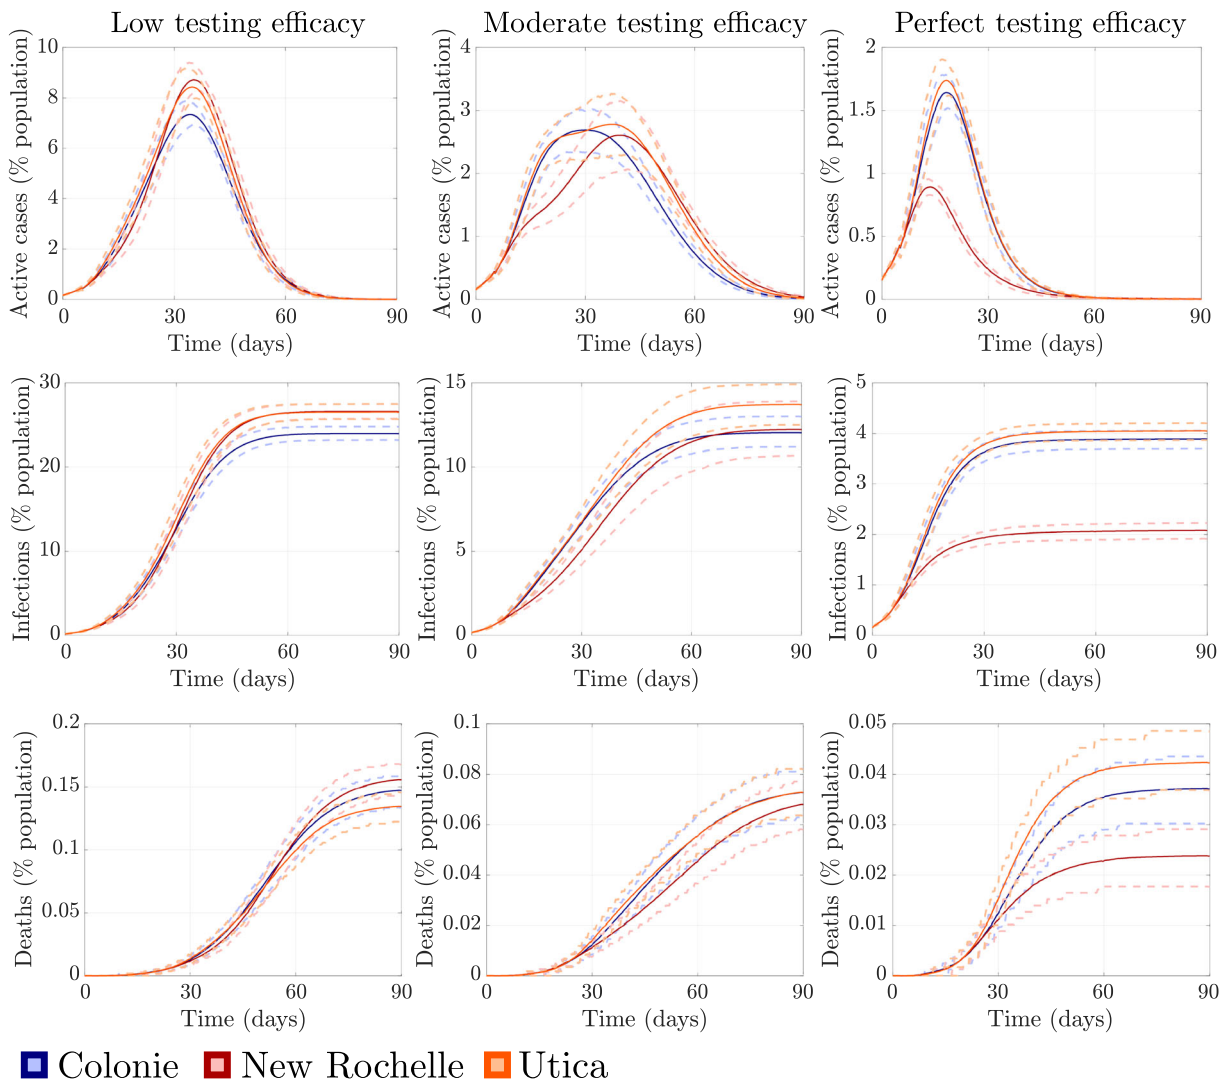 Low testing efficacy
Moderate testing efficacy
Perfect testing efficacy
Active cases (% population)
10
8
6
4
2
0
0 30 60 90
Time (days)
Active cases (% population)
4
3
2
1
0
0 30 60 90
Time (days)
Active cases (% population)
2
1.5
1
0.5
0
0 30 60 90
Time (days)
Infections (% population)
30
20
10
0
0 30 60 90
Time (days)
Infections (% population)
15
10
5
0
0 30 60 90
Time (days)
Infections (% population)
5
4
3
2
1
0
0 30 60 90
Time (days)
Deaths (% population)
0.2
0.15
0.1
0.05
0
0 30 60 90
Time (days)
Deaths (% population)
0.1
0.08
0.06
0.04
0.02
0
0 30 60 90
Time (days)
Deaths (% population)
0.05
0.04
0.03
0.02
0.01
0
0 30 60 90
Time (days)
Colonie
New Rochelle
Utica